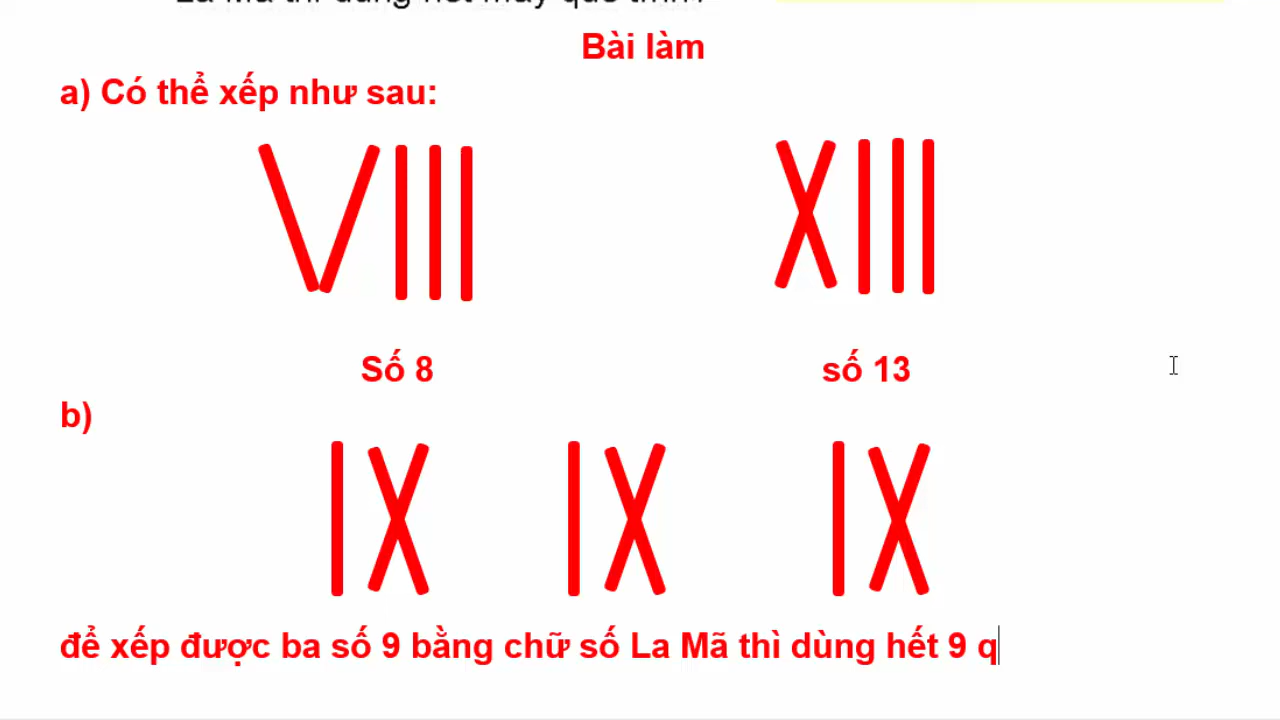 Bài làm
a) Có thể xếp như sau:
VIII XIII
Số 8 số 13
b)
IX IX IX
để xếp được ba số 9 bằng chữ số La Mã thì dùng hết 9 q